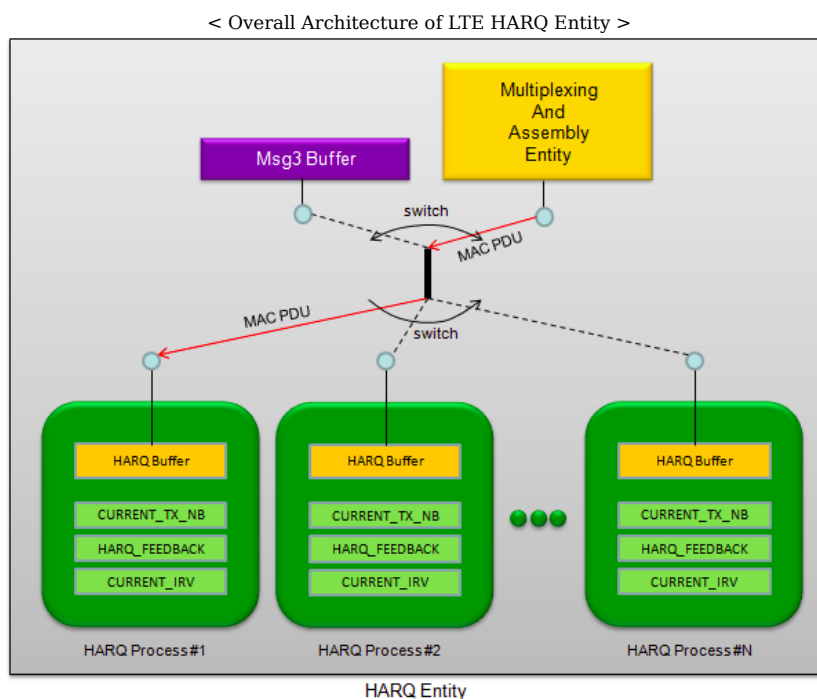 < Overall Architecture of LTE HARQ Entity >
Multiplexing
And
Assembly
Entity
Msg3 Buffer
switch
MAC PDU
MAC PDU
switch
HARQ Buffer
HARQ Buffer
HARQ Buffer
CURRENT_TX_NB
CURRENT_TX_NB
CURRENT_TX_NB
HARQ_FEEDBACK
HARQ_FEEDBACK
HARQ_FEEDBACK
CURRENT_IRV
CURRENT_IRV
CURRENT_IRV
HARQ Process#1
HARQ Process#2
HARQ Process#N
HARQ Entity